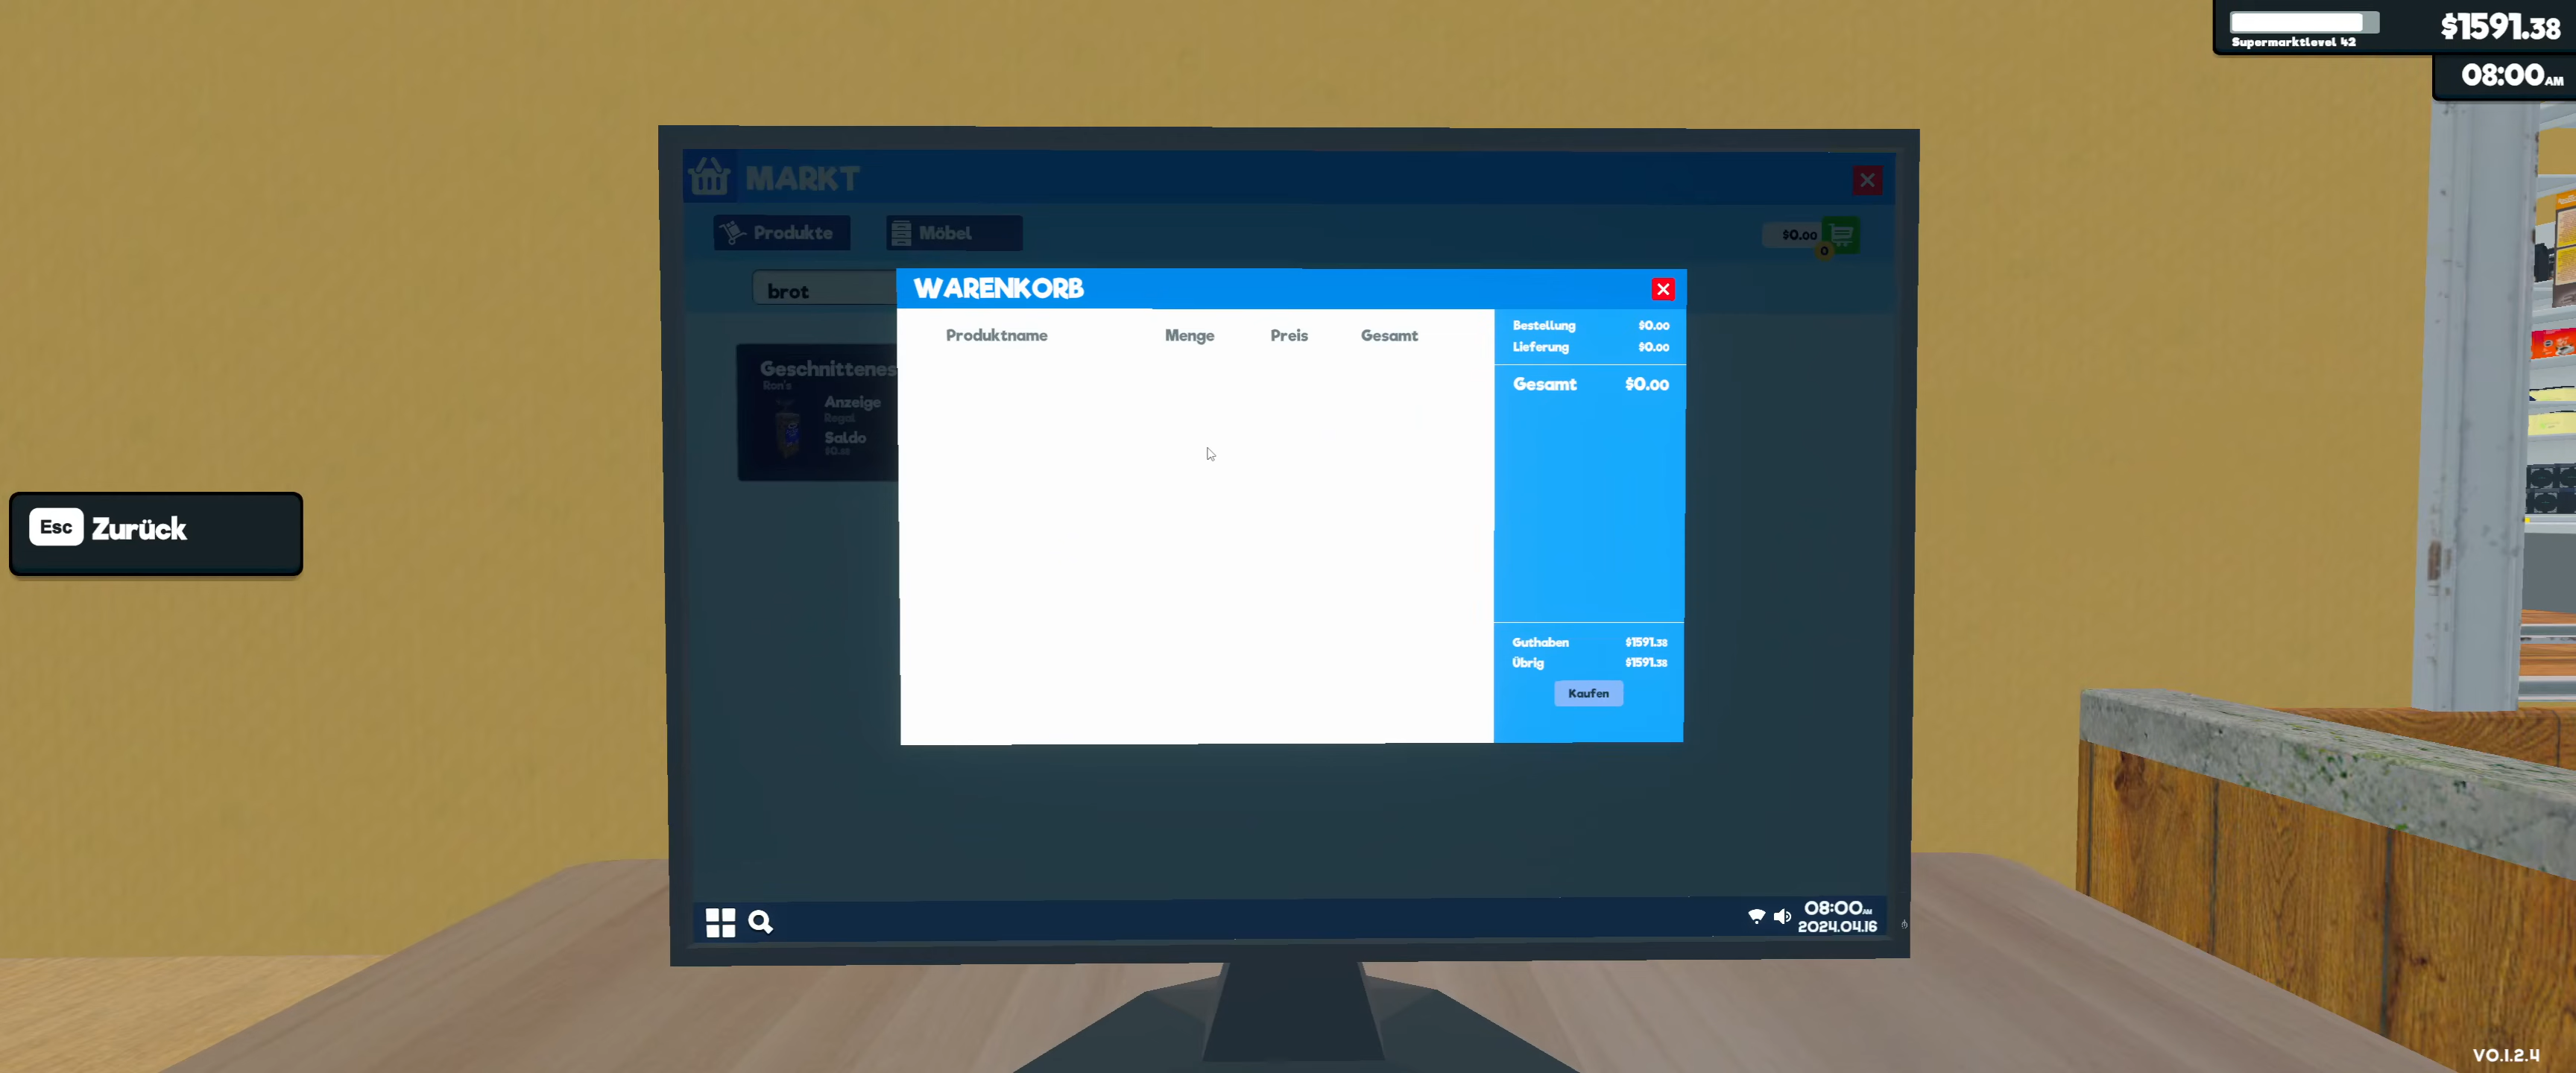 $1591.38
Supermarktlevel 42
08:00AM
MARKT
Produkte
Möbel
$0.00
0
brot
WARENKORB
Produktname Menge Preis Gesamt
Bestellung $0.00
Lieferung $0.00
Gesamt $0.00
Geschnittenes
Ron's
Anzeige
Regal
Saldo
Guthaben $1591.38
Übrig $1591.38
Kaufen
Esc Zurück
08:00AM
2024.04.16
V0.1.2.4